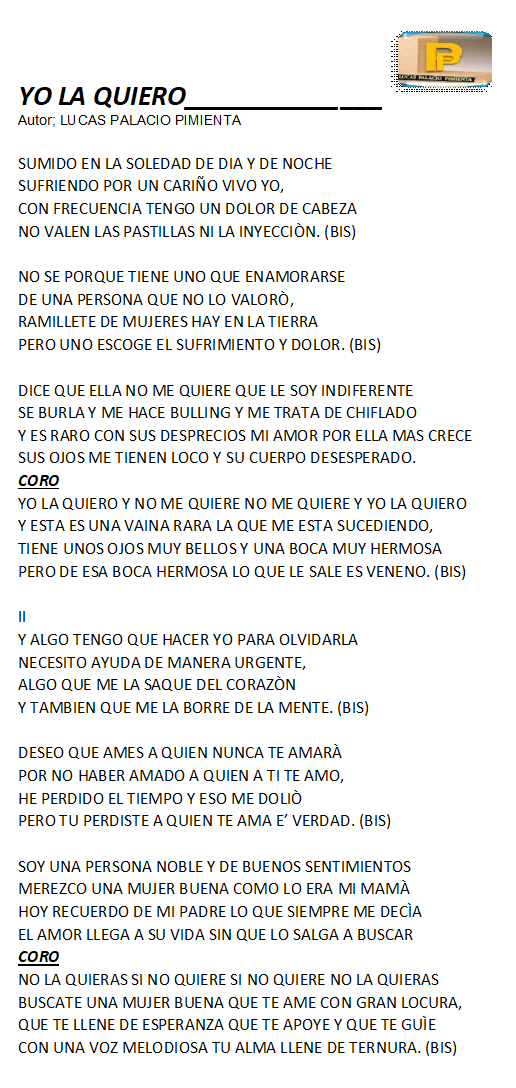 P
LUCAS PALACIO PIMIENTA
YO LA QUIERO______________
Autor; LUCAS PALACIO PIMIENTA
SUMIDO EN LA SOLEDAD DE DIA Y DE NOCHE
SUFRIENDO POR UN CARIÑO VIVO YO,
CON FRECUENCIA TENGO UN DOLOR DE CABEZA
NO VALEN LAS PASTILLAS NI LA INYECCIÒN. (BIS)
NO SE PORQUE TIENE UNO QUE ENAMORARSE
DE UNA PERSONA QUE NO LO VALORÒ,
RAMILLETE DE MUJERES HAY EN LA TIERRA
PERO UNO ESCOGE EL SUFRIMIENTO Y DOLOR. (BIS)
DICE QUE ELLA NO ME QUIERE QUE LE SOY INDIFERENTE
SE BURLA Y ME HACE BULLING Y ME TRATA DE CHIFLADO
Y ES RARO CON SUS DESPRECIOS MI AMOR POR ELLA MAS CRECE
SUS OJOS ME TIENEN LOCO Y SU CUERPO DESESPERADO.
CORO
YO LA QUIERO Y NO ME QUIERE NO ME QUIERE Y YO LA QUIERO
Y ESTA ES UNA VAINA RARA LA QUE ME ESTA SUCEDIENDO,
TIENE UNOS OJOS MUY BELLOS Y UNA BOCA MUY HERMOSA
PERO DE ESA BOCA HERMOSA LO QUE LE SALE ES VENENO. (BIS)
II
Y ALGO TENGO QUE HACER YO PARA OLVIDARLA
NECESITO AYUDA DE MANERA URGENTE,
ALGO QUE ME LA SAQUE DEL CORAZÒN
Y TAMBIEN QUE ME LA BORRE DE LA MENTE. (BIS)
DESEO QUE AMES A QUIEN NUNCA TE AMARÀ
POR NO HABER AMADO A QUIEN A TI TE AMO,
HE PERDIDO EL TIEMPO Y ESO ME DOLIÒ
PERO TU PERDISTE A QUIEN TE AMA E’ VERDAD. (BIS)
SOY UNA PERSONA NOBLE Y DE BUENOS SENTIMIENTOS
MEREZCO UNA MUJER BUENA COMO LO ERA MI MAMÀ
HOY RECUERDO DE MI PADRE LO QUE SIEMPRE ME DECÌA
EL AMOR LLEGA A SU VIDA SIN QUE LO SALGA A BUSCAR
CORO
NO LA QUIERAS SI NO QUIERE SI NO QUIERE NO LA QUIERAS
BUSCATE UNA MUJER BUENA QUE TE AME CON GRAN LOCURA,
QUE TE LLENE DE ESPERANZA QUE TE APOYE Y QUE TE GUÌE
CON UNA VOZ MELODIOSA TU ALMA LLENE DE TERNURA. (BIS)